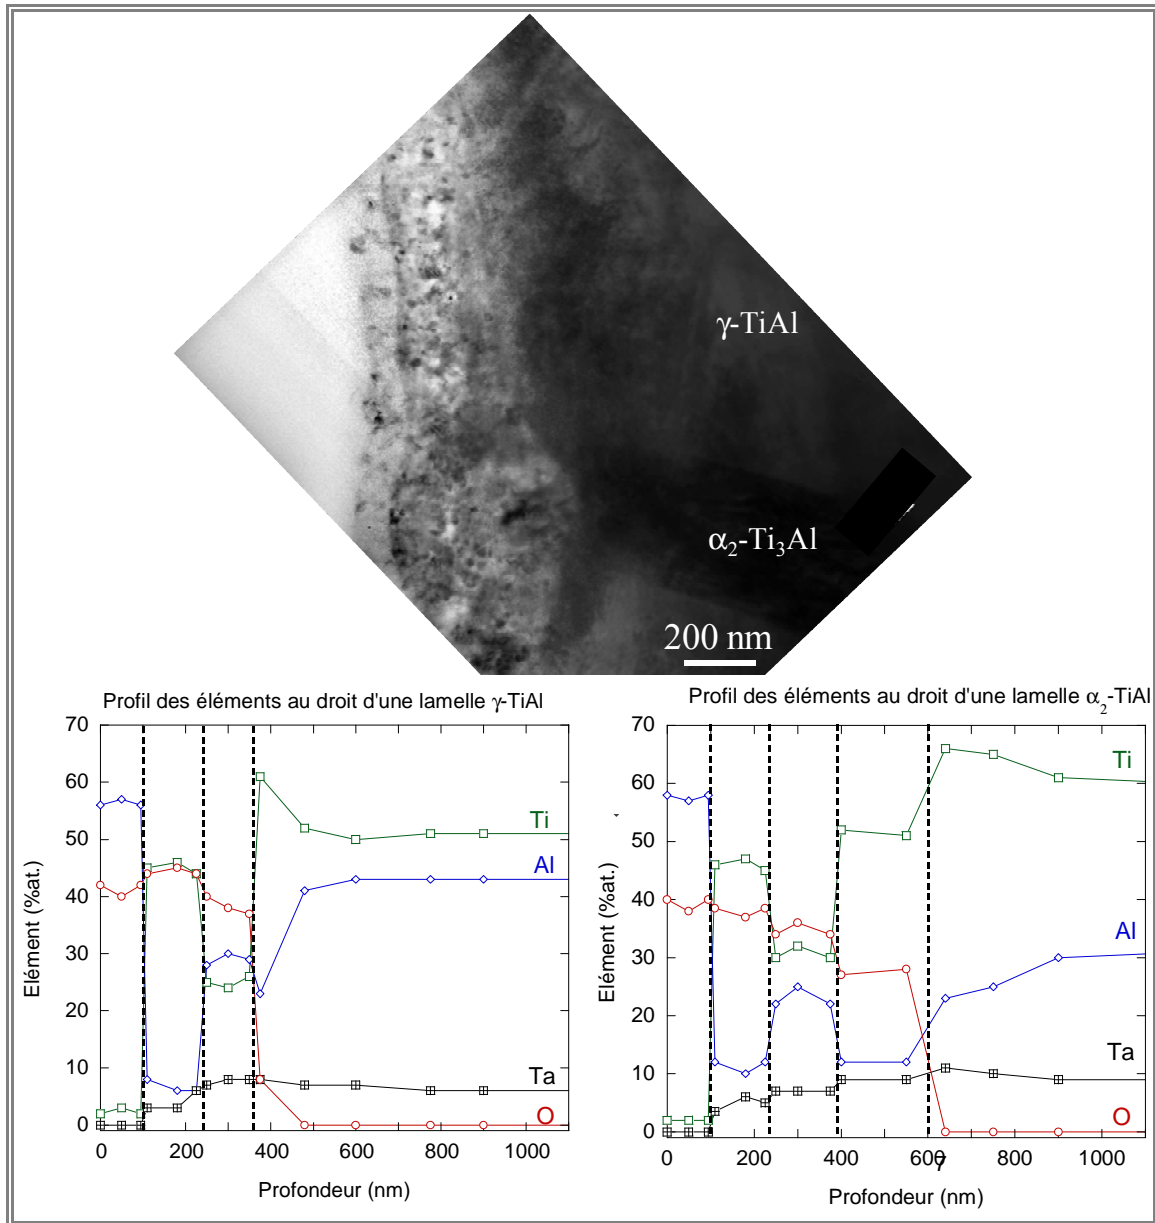 γ-TiAl
α2-Ti3Al
200 nm
Profil des éléments au droit d'une lamelle γ-TiAl
70
60
50
40
30
20
10
0
Elément (%at.)
Ti
Al
Ta
O
0 200 400 600 800 1000
Profondeur (nm)
Profil des éléments au droit d'une lamelle α2-TiAl
70
60
50
40
30
20
10
0
Elément (%at.)
Ti
Al
Ta
O
0 200 400 600 800 1000
7
Profondeur (nm)